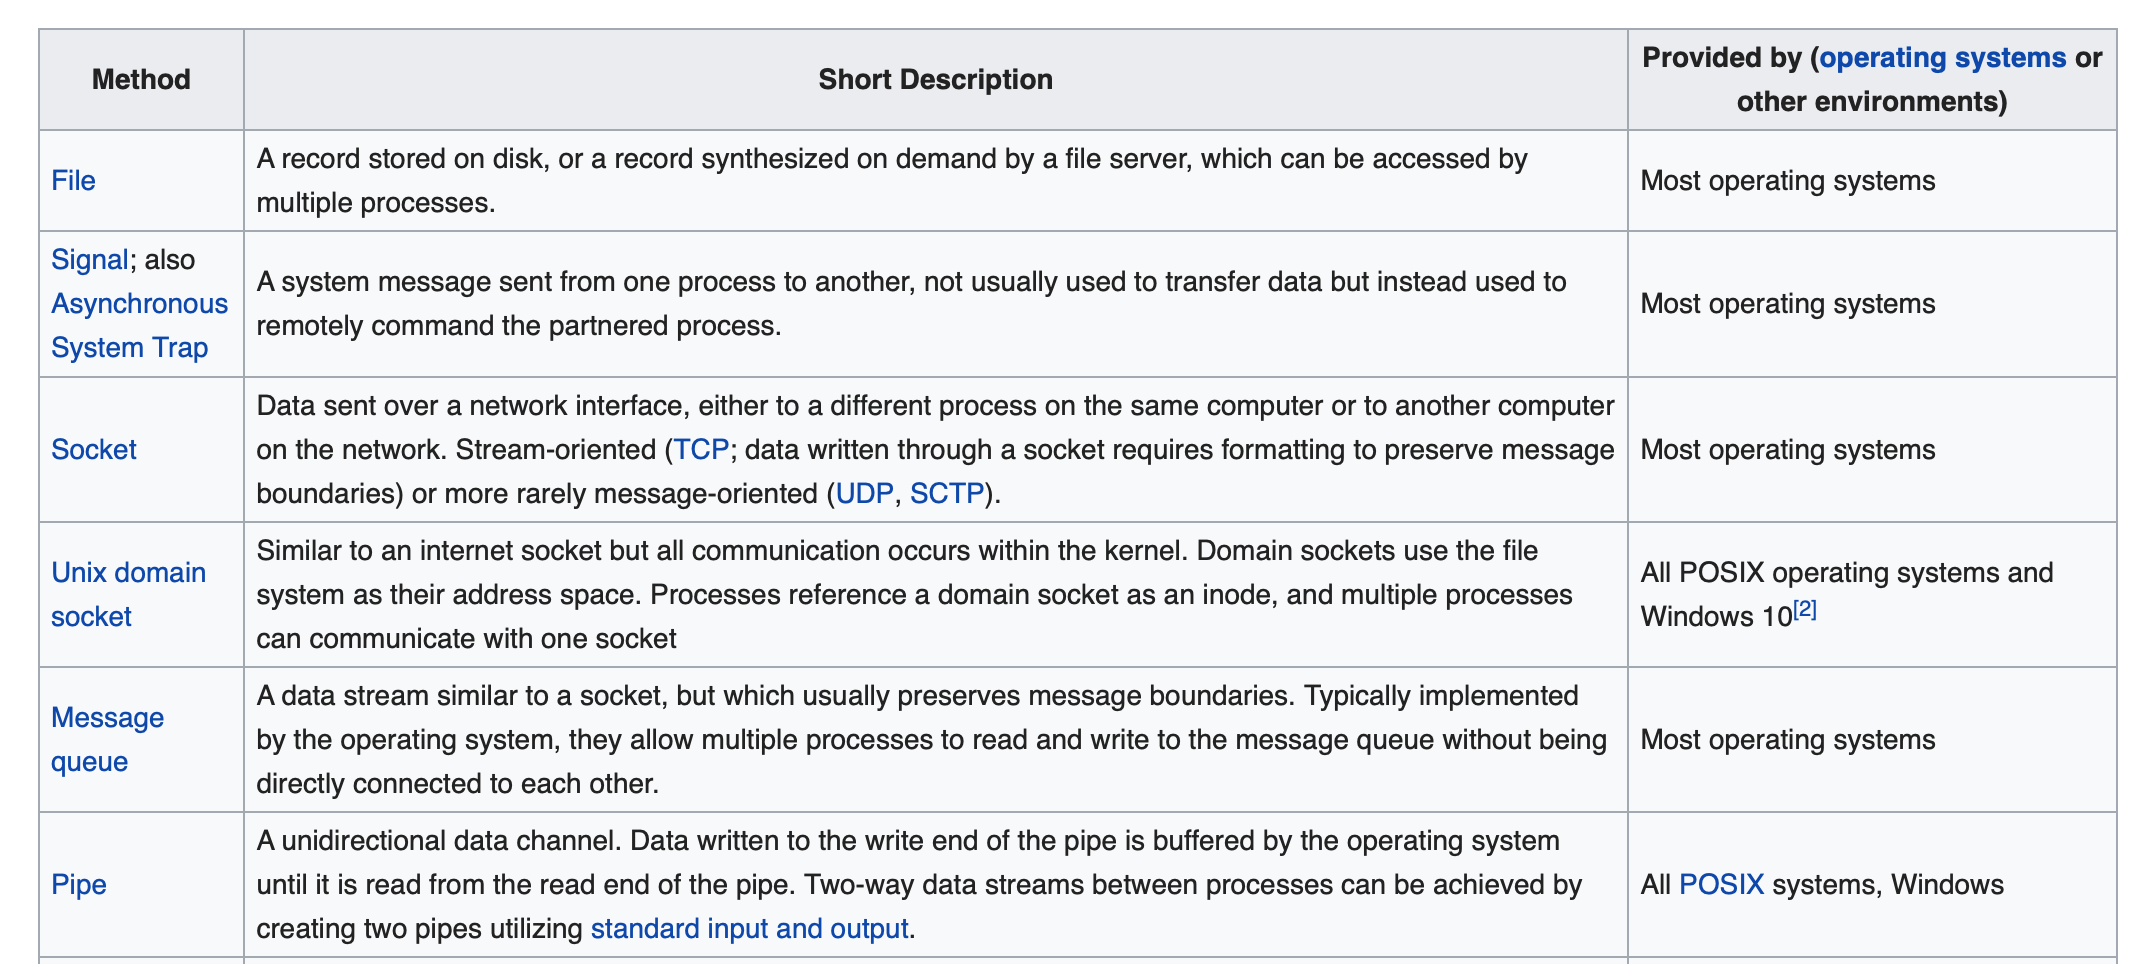 Method
Short Description
Provided by (operating systems or
other environments)
File
A record stored on disk, or a record synthesized on demand by a file server, which can be accessed by
multiple processes.
Most operating systems
Signal; also
Asynchronous
System Trap
A system message sent from one process to another, not usually used to transfer data but instead used to
remotely command the partnered process.
Most operating systems
Socket
Data sent over a network interface, either to a different process on the same computer or to another computer
on the network. Stream-oriented (TCP; data written through a socket requires formatting to preserve message
boundaries) or more rarely message-oriented (UDP, SCTP).
Most operating systems
Unix domain
socket
Similar to an internet socket but all communication occurs within the kernel. Domain sockets use the file
system as their address space. Processes reference a domain socket as an inode, and multiple processes
can communicate with one socket
All POSIX operating systems and
Windows 10[2]
Message
queue
A data stream similar to a socket, but which usually preserves message boundaries. Typically implemented
by the operating system, they allow multiple processes to read and write to the message queue without being
directly connected to each other.
Most operating systems
Pipe
A unidirectional data channel. Data written to the write end of the pipe is buffered by the operating system
until it is read from the read end of the pipe. Two-way data streams between processes can be achieved by
creating two pipes utilizing standard input and output.
All POSIX systems, Windows